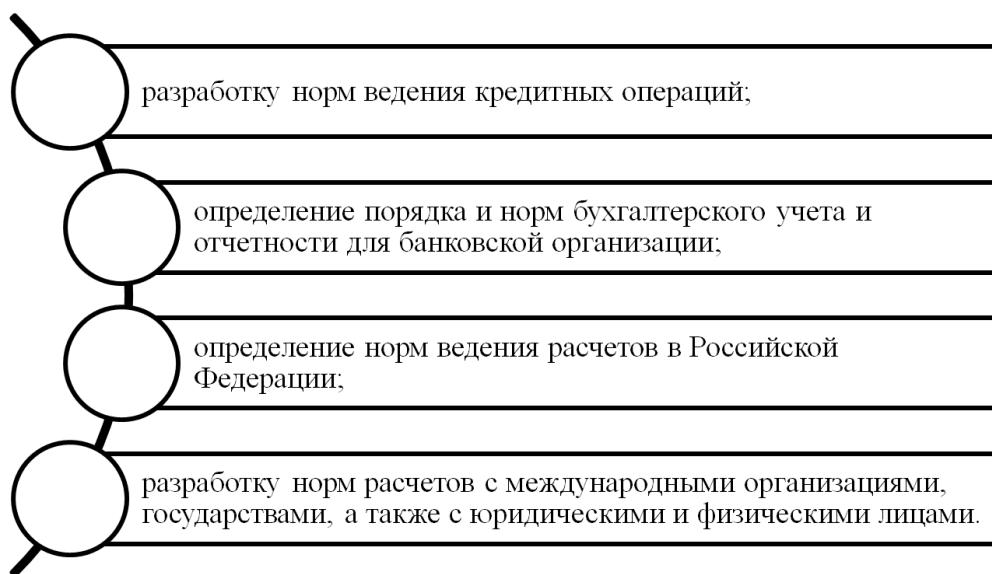 разработку норм ведения кредитных операций;
определение порядка и норм бухгалтерского учета и
отчетности для банковской организации;
определение норм ведения расчетов в Российской
Федерации;
разработку норм расчетов с международными организациями,
государствами, а также с юридическими и физическими лицами.